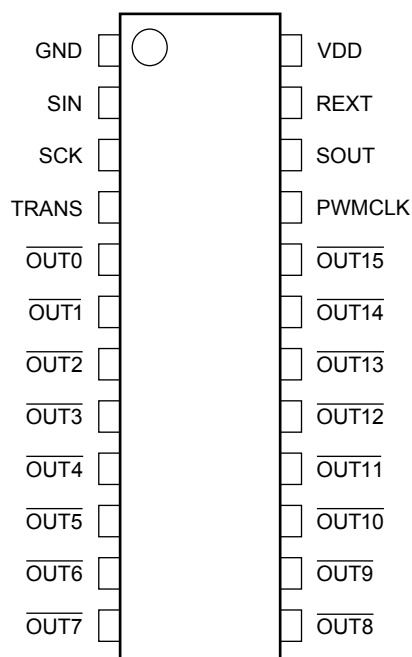 GND VDD
SIN REXT
SCK SOUT
TRANS PWMCLK
OUT0 OUT15
OUT1 OUT14
OUT2 OUT13
OUT3 OUT12
OUT4 OUT11
OUT5 OUT10
OUT6 OUT9
OUT7 OUT8